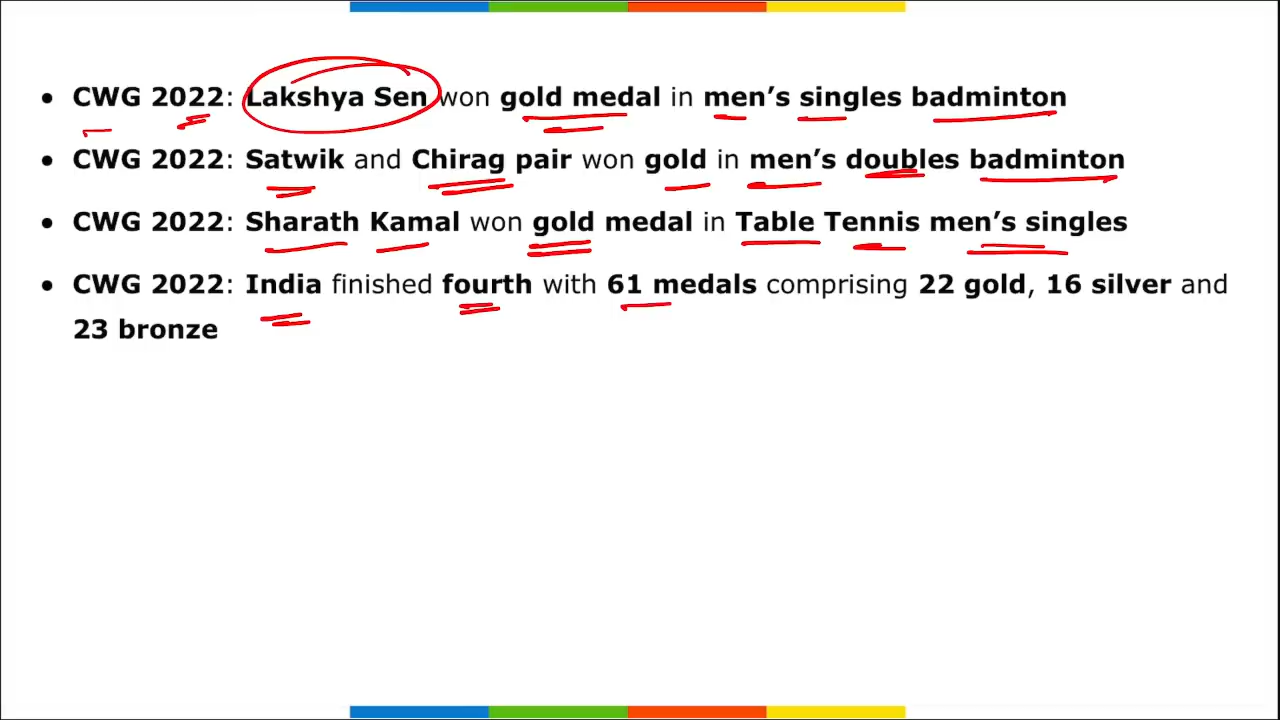 • CWG 2022: Lakshya Sen won gold medal in men’s singles badminton
• CWG 2022: Satwik and Chirag pair won gold in men’s doubles badminton
• CWG 2022: Sharath Kamal won gold medal in Table Tennis men’s singles
• CWG 2022: India finished fourth with 61 medals comprising 22 gold, 16 silver and
23 bronze